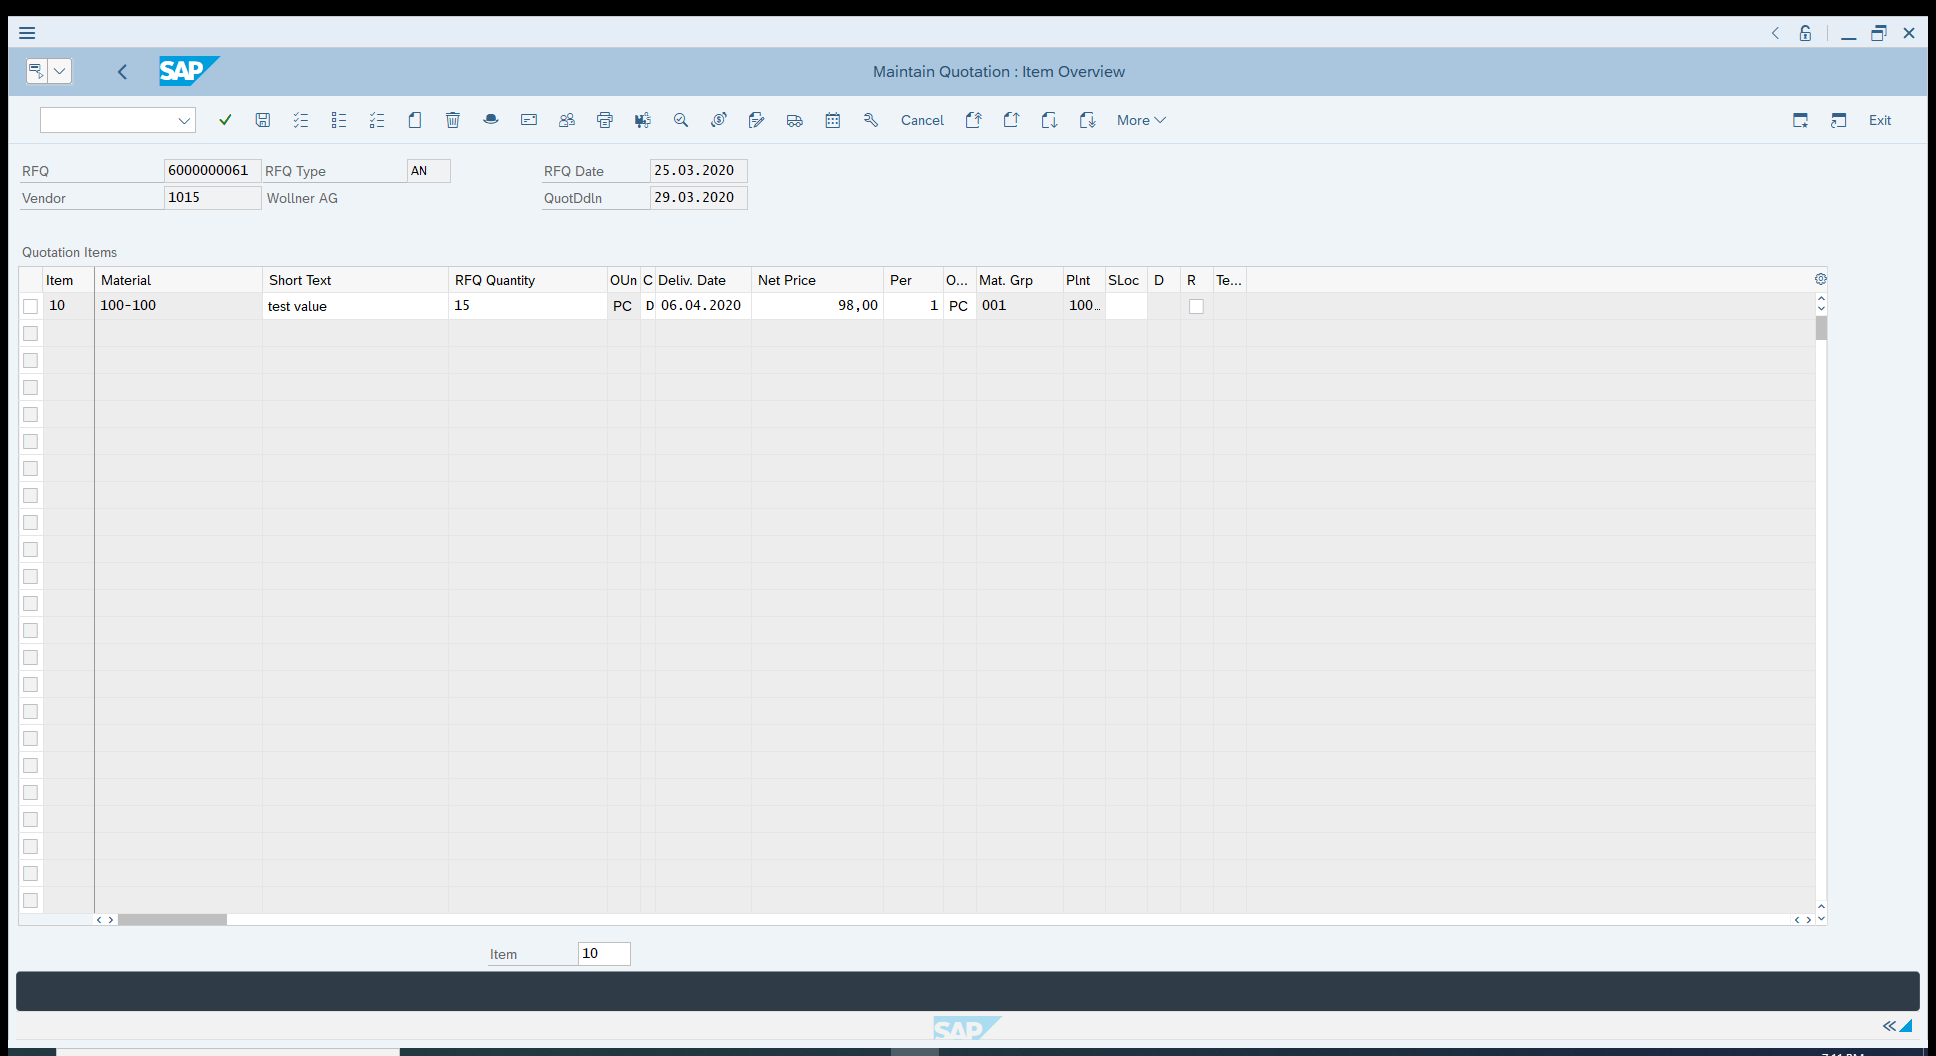 SAP
Maintain Quotation : Item Overview
Cancel More Exit
RFQ 6000000061 RFQ Type AN RFQ Date 25.03.2020
Vendor 1015 Wollner AG QuotDdln 29.03.2020
Quotation Items
Item Material Short Text RFQ Quantity OUn C Deliv. Date Net Price Per O... Mat. Grp Plnt SLoc D R Te...
10 100-100 test value 15 PC D 06.04.2020 98,00 1 PC 001 100...
Item 10
SAP